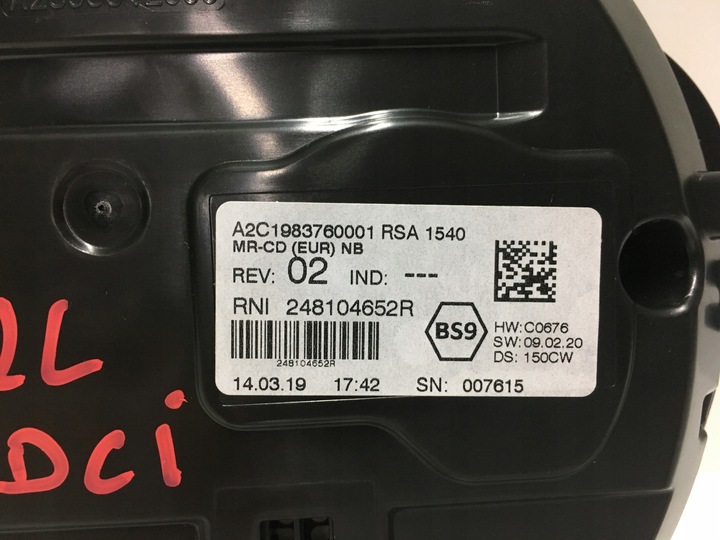 A2C1983760001 RSA 1540
MR-CD (EUR) NB
REV: 02 IND: ---
RNI 248104652R
BS9
HW:C0676
SW:09.02.20
DS: 150CW
248104652R
14.03.19 17:42 SN: 007615
DCi